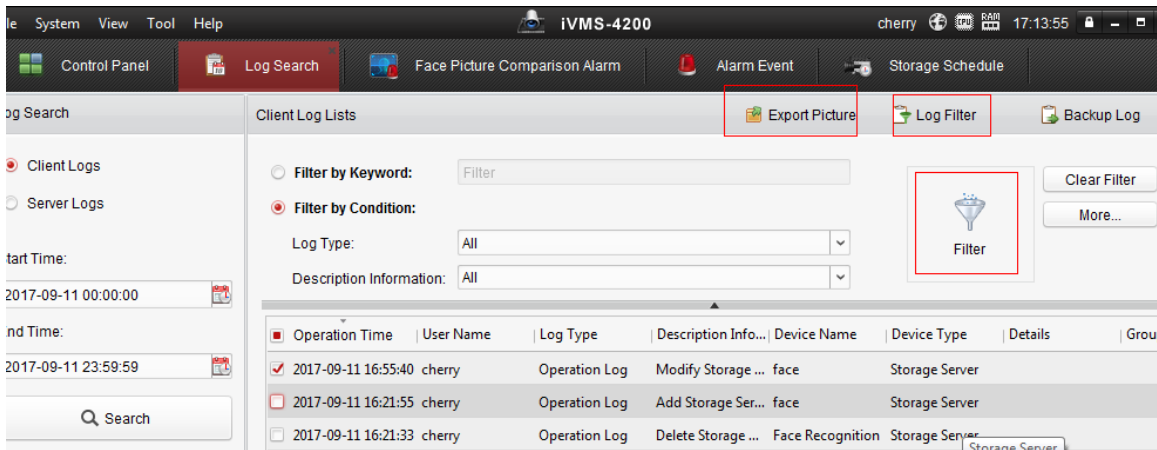 le System View Tool Help iVMS-4200 cherry CPU RAM 17:13:55
Control Panel Log Search Face Picture Comparison Alarm Alarm Event Storage Schedule
og Search Client Log Lists Export Picture Log Filter Backup Log
Client Logs
Server Logs
tart Time:
2017-09-11 00:00:00
nd Time:
2017-09-11 23:59:59
Search
Filter by Keyword: Filter
Filter by Condition:
Log Type: All
Description Information: All
Filter
Clear Filter
More...
Operation Time User Name Log Type Description Info... Device Name Device Type Details Grou
2017-09-11 16:55:40 cherry Operation Log Modify Storage ... face Storage Server
2017-09-11 16:21:55 cherry Operation Log Add Storage Ser... face Storage Server
2017-09-11 16:21:33 cherry Operation Log Delete Storage ... Face Recognition Storage Server
Storage Server